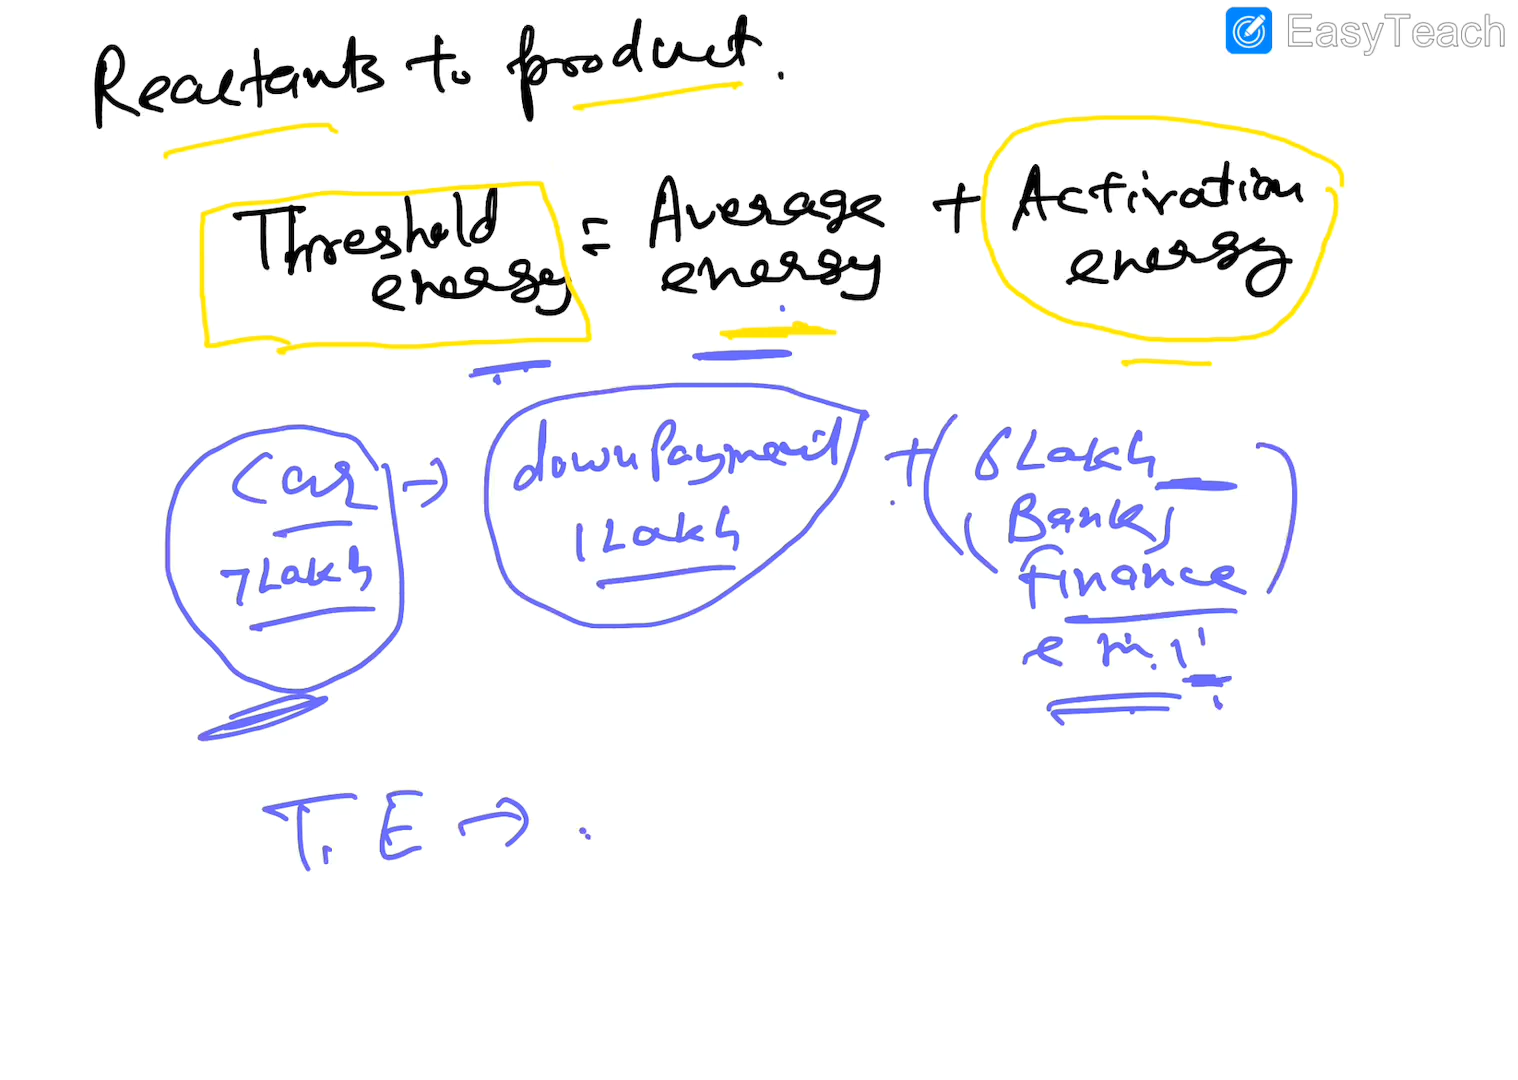 EasyTeach
Reactants to product.
Threshold energy = Average energy + Activation energy
Car → down Payment + ( 6 Lakh
7 Lakh 1 Lakh Bank,
finance )
e m i
T.E →